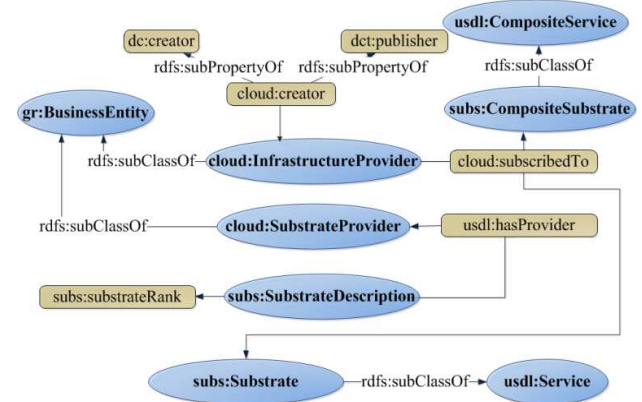 usdl:CompositeService
dc:creator
dct:publisher
rdfs:subPropertyOf
rdfs:subPropertyOf
rdfs:subClassOf
cloud:creator
gr:BusinessEntity
subs:CompositeSubstrate
rdfs:subClassOf
cloud:InfrastructureProvider
cloud:subscribedTo
rdfs:subClassOf
cloud:SubstrateProvider
usdl:hasProvider
subs:substrateRank
subs:SubstrateDescription
subs:Substrate
rdfs:subClassOf
usdl:Service